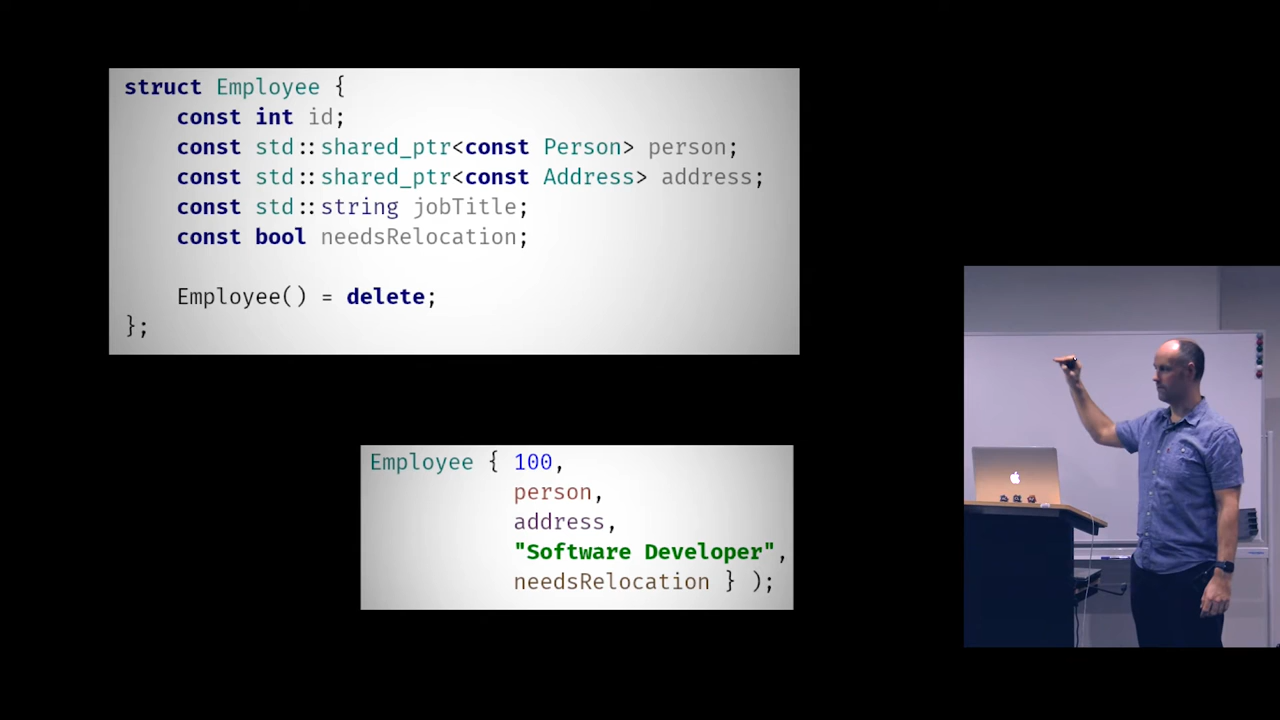 struct Employee {
    const int id;
    const std::shared_ptr<const Person> person;
    const std::shared_ptr<const Address> address;
    const std::string jobTitle;
    const bool needsRelocation;

    Employee() = delete;
};
Employee { 100,
           person,
           address,
           "Software Developer",
           needsRelocation } );